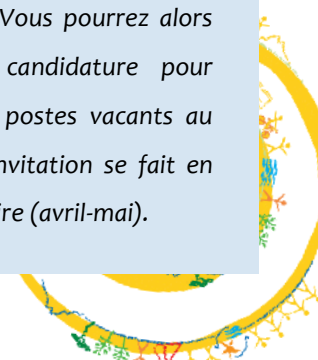 Vous pourrez alors
candidature pour
postes vacants au
nvitation se fait en
ire (avril-mai).